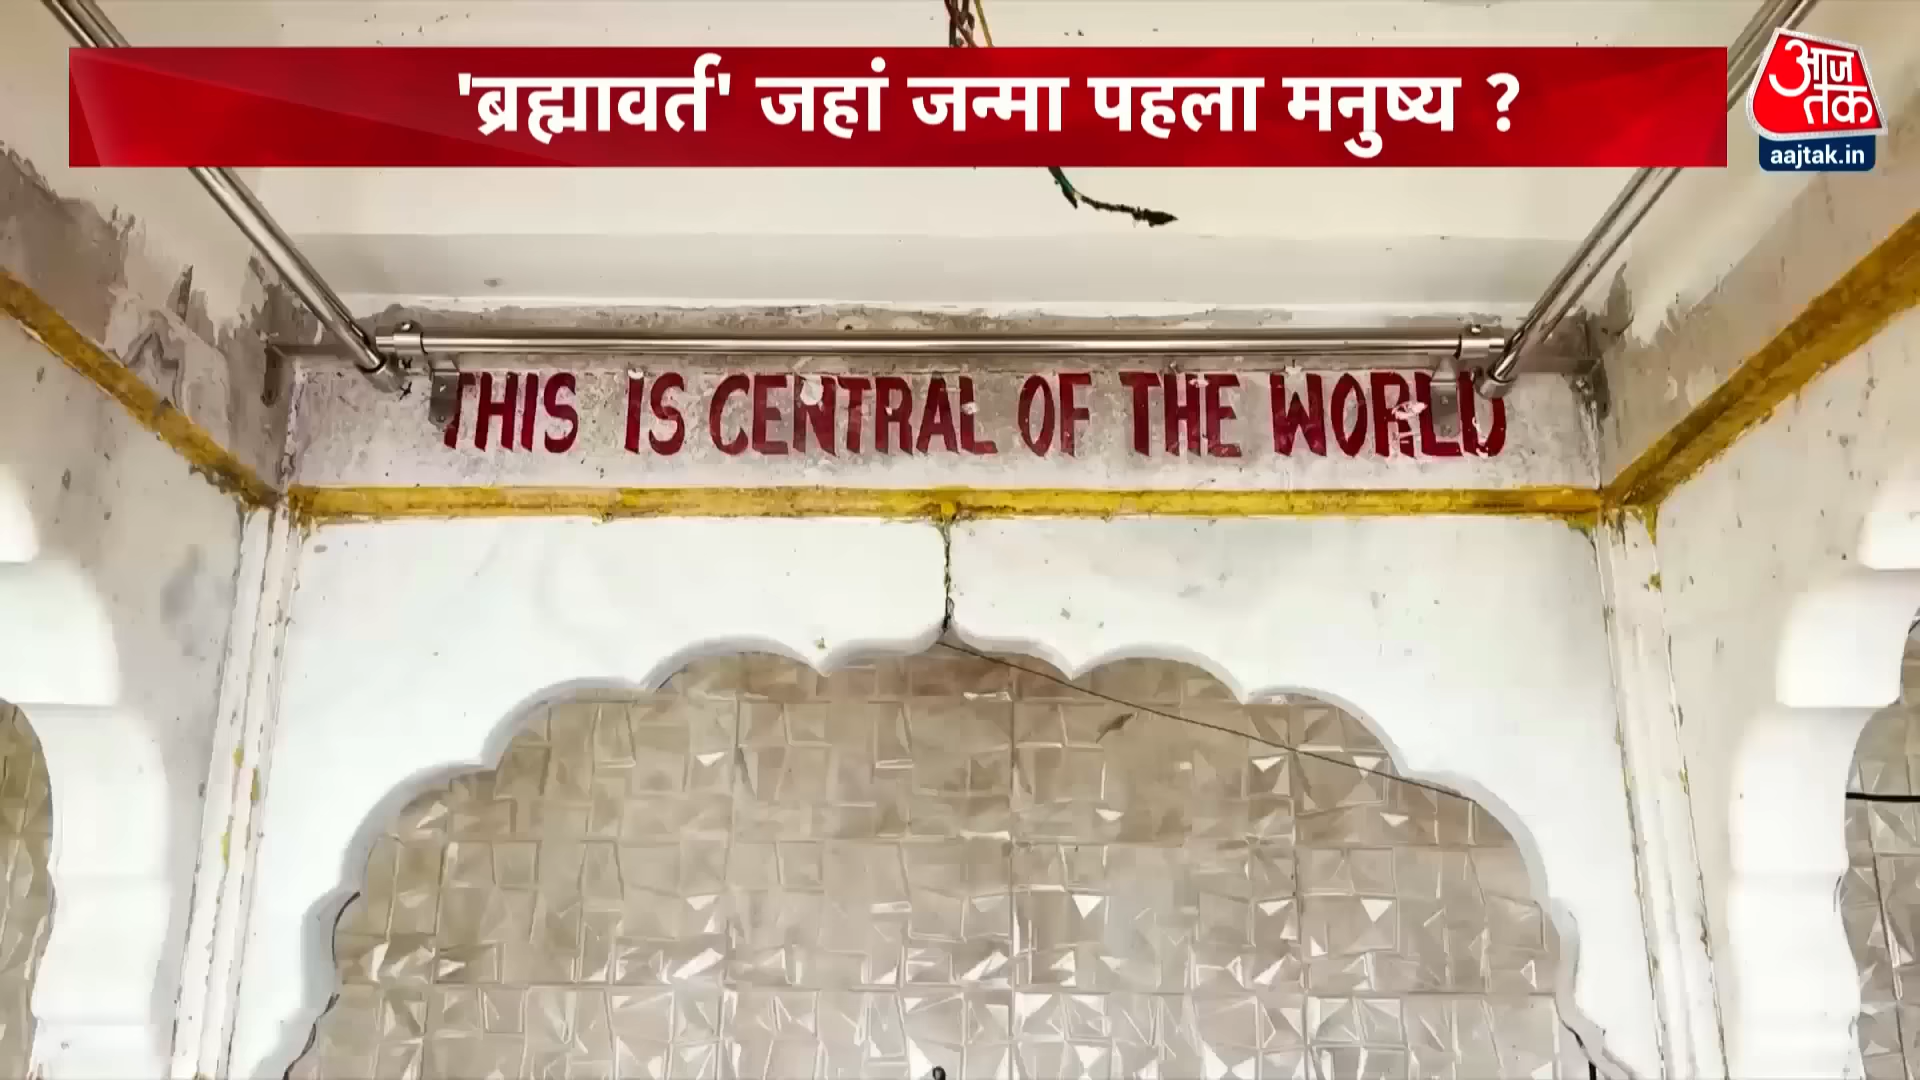 'ब्रह्मावर्त' जहां जन्मा पहला मनुष्य ?
आज
तक
aajtak.in
THIS IS CENTRAL OF THE WORLD